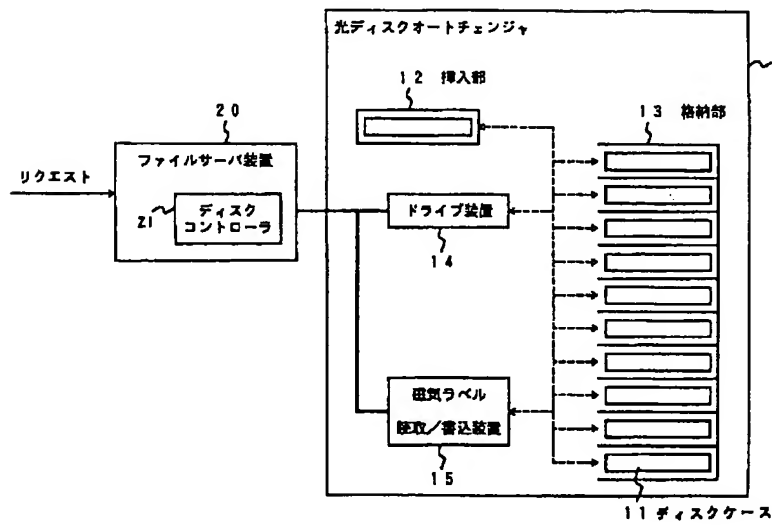 光ディスクオートチェンジャ
12 挿入部
20
13 格納部
ファイルサーバ装置
リクエスト
21
ディスク
コントローラ
ドライブ装置
14
磁気ラベル
読取/書込装置
15
11 ディスクケース